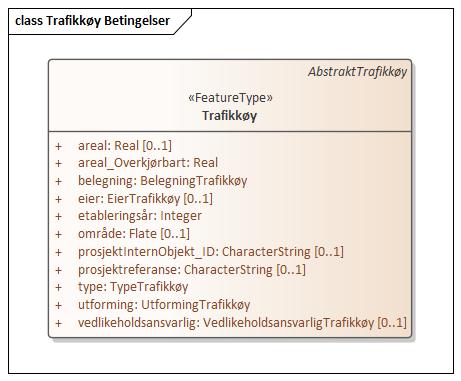 class Trafikkøy Betingelser
AbstraktTrafikkøy
«FeatureType»
Trafikkøy
+ areal: Real [0..1]
+ areal_Overkjørbart: Real
+ belegning: BelegningTrafikkøy
+ eier: EierTrafikkøy [0..1]
+ etableringsår: Integer
+ område: Flate [0..1]
+ prosjektInternObjekt_ID: CharacterString [0..1]
+ prosjektreferanse: CharacterString [0..1]
+ type: TypeTrafikkøy
+ utforming: UtformingTrafikkøy
+ vedlikeholdsansvarlig: VedlikeholdsansvarligTrafikkøy [0..1]